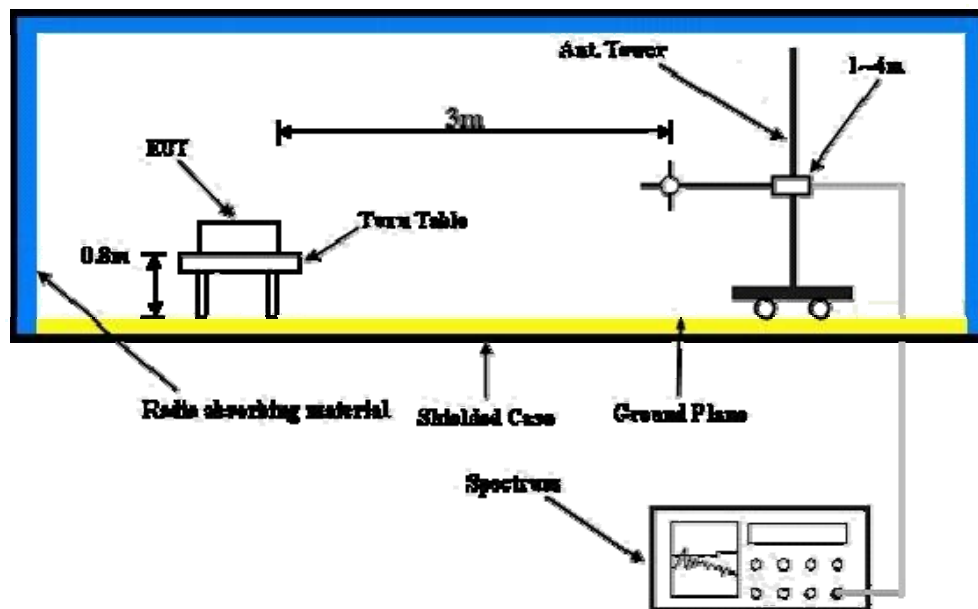 Ant. Tower
1~4m
3m
EUT
Turn Table
0.8m
Radio absorbing material
Shielded Case
Ground Plane
Spectrum